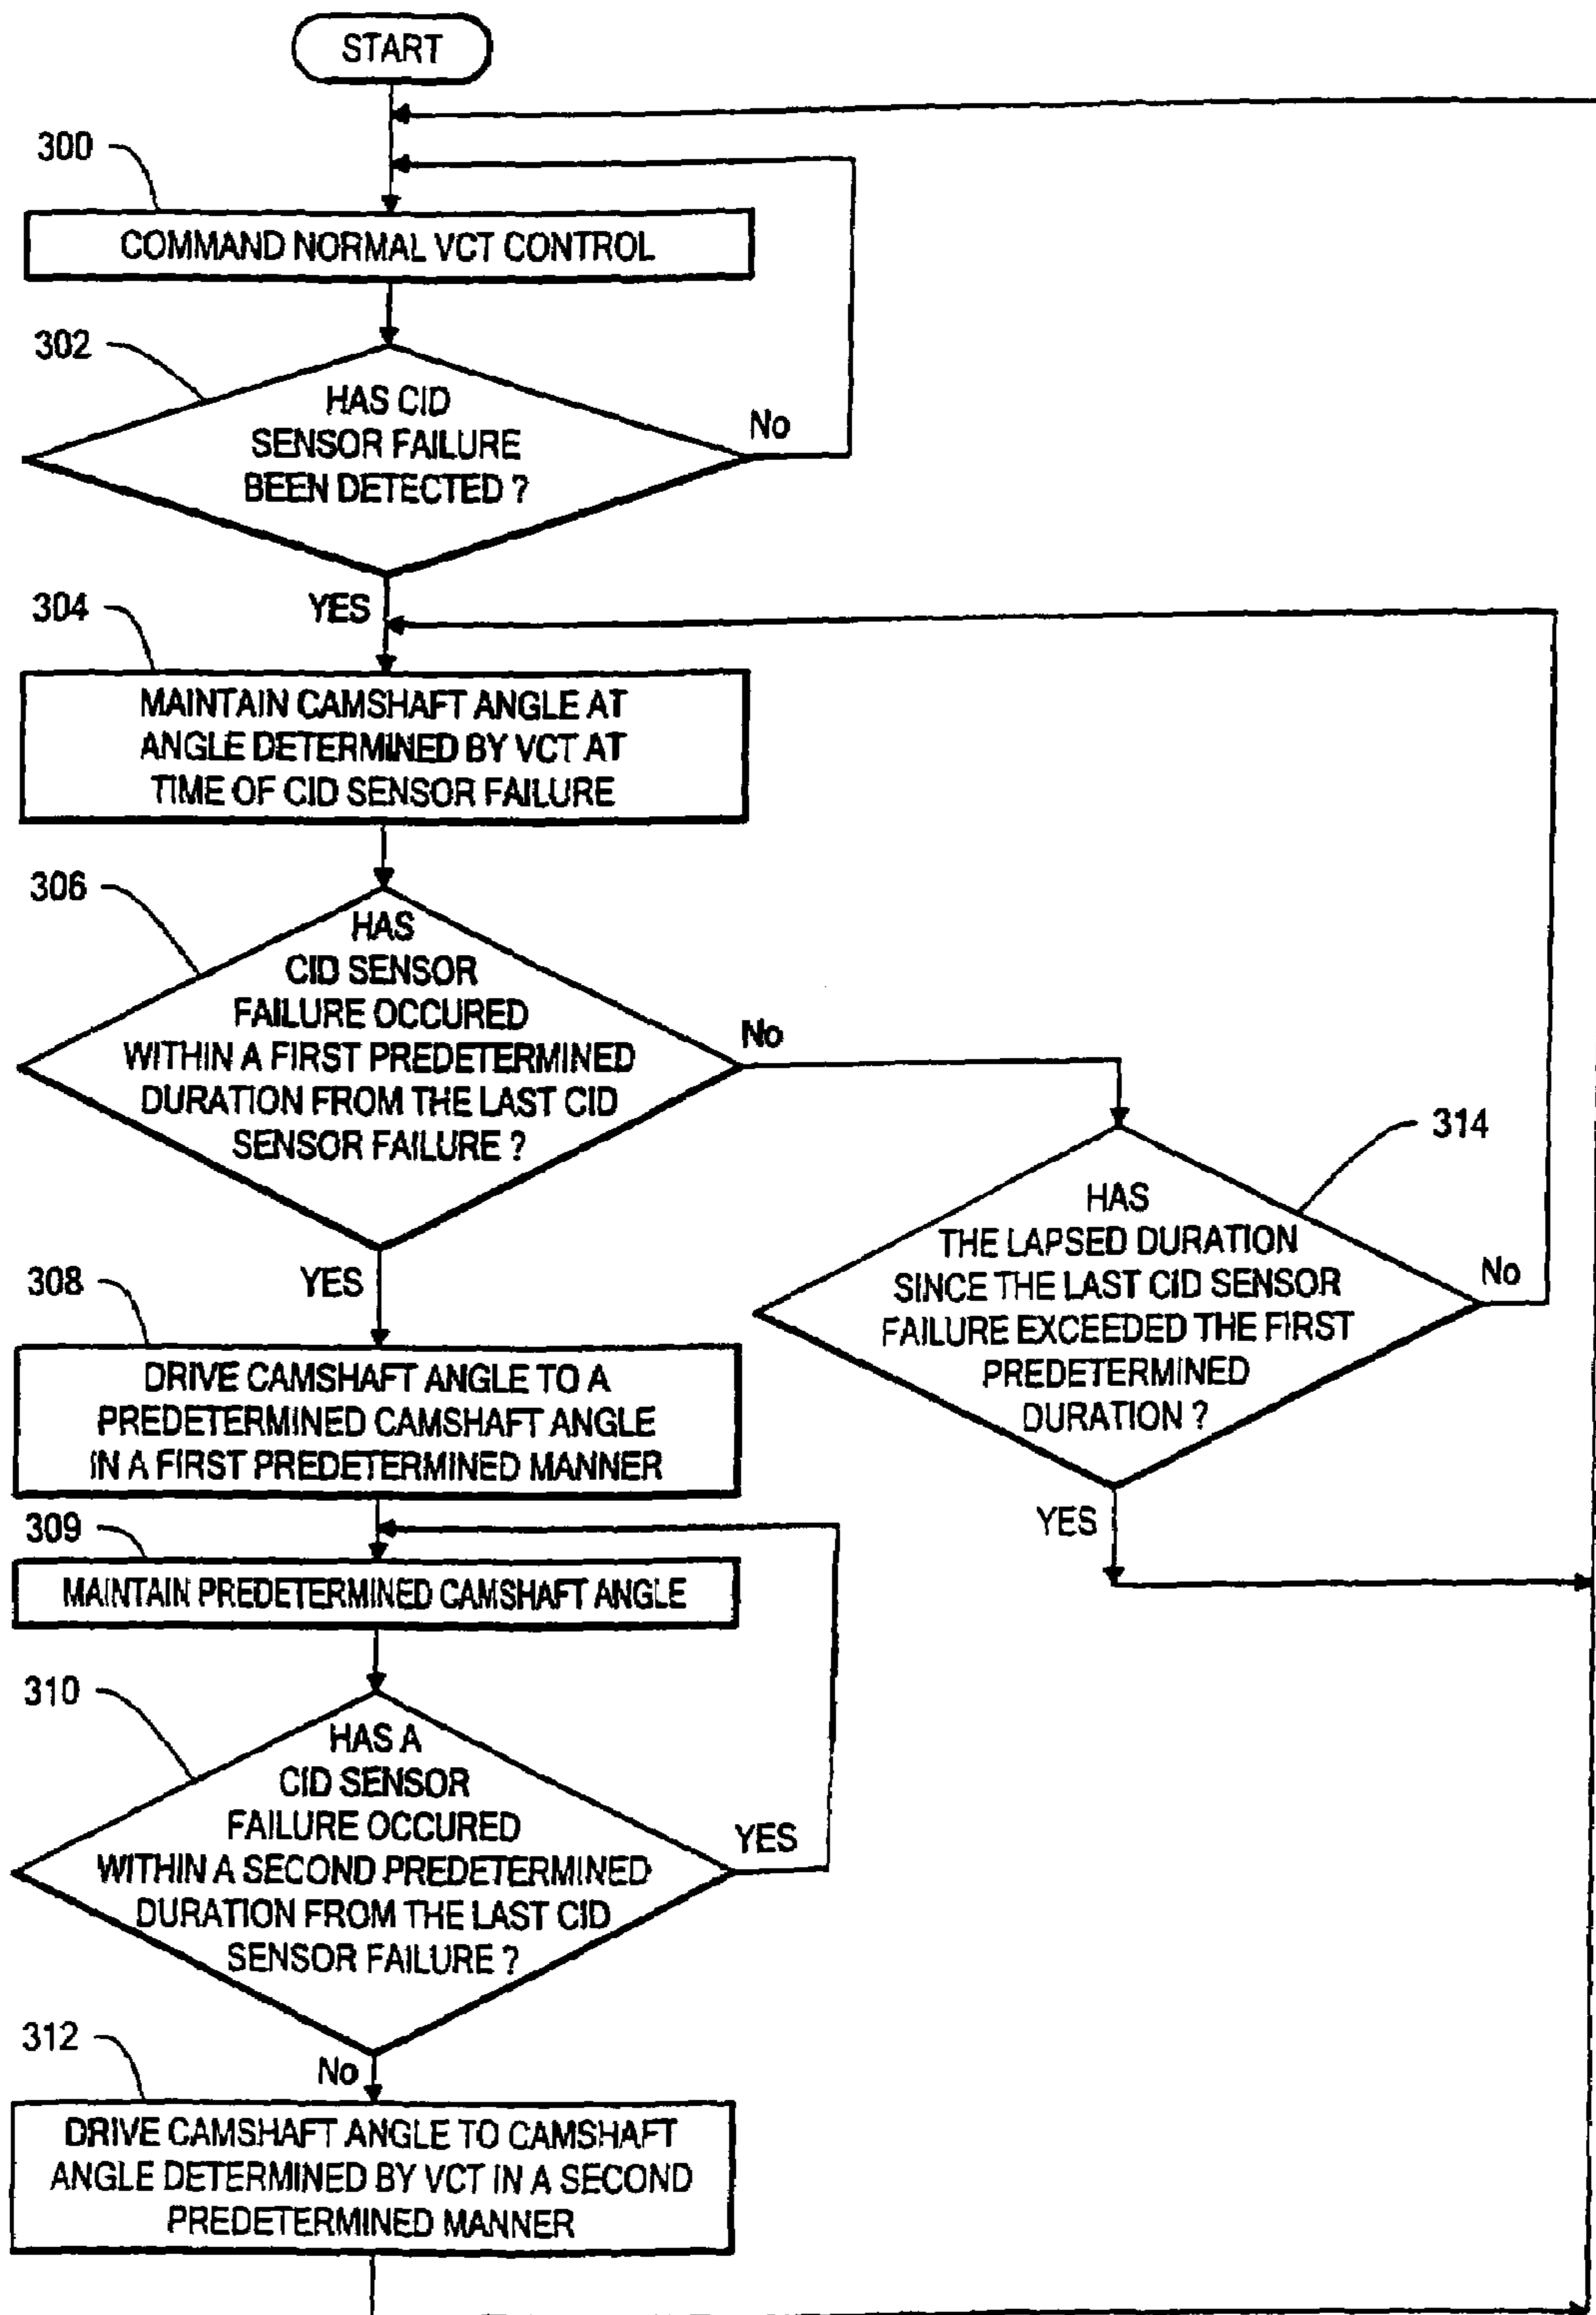 START
300
COMMAND NORMAL VCT CONTROL
302
HAS CID
SENSOR FAILURE
BEEN DETECTED ?
No
YES
304
MAINTAIN CAMSHAFT ANGLE AT
ANGLE DETERMINED BY VCT AT
TIME OF CID SENSOR FAILURE
306
HAS
CID SENSOR
FAILURE OCCURED
WITHIN A FIRST PREDETERMINED
DURATION FROM THE LAST CID
SENSOR FAILURE ?
No
YES
314
HAS
THE LAPSED DURATION
SINCE THE LAST CID SENSOR
FAILURE EXCEEDED THE FIRST
PREDETERMINED
DURATION ?
No
YES
308
DRIVE CAMSHAFT ANGLE TO A
PREDETERMINED CAMSHAFT ANGLE
IN A FIRST PREDETERMINED MANNER
309
MAINTAIN PREDETERMINED CAMSHAFT ANGLE
310
HAS A
CID SENSOR
FAILURE OCCURED
WITHIN A SECOND PREDETERMINED
DURATION FROM THE LAST CID
SENSOR FAILURE ?
YES
No
312
DRIVE CAMSHAFT ANGLE TO CAMSHAFT
ANGLE DETERMINED BY VCT IN A SECOND
PREDETERMINED MANNER